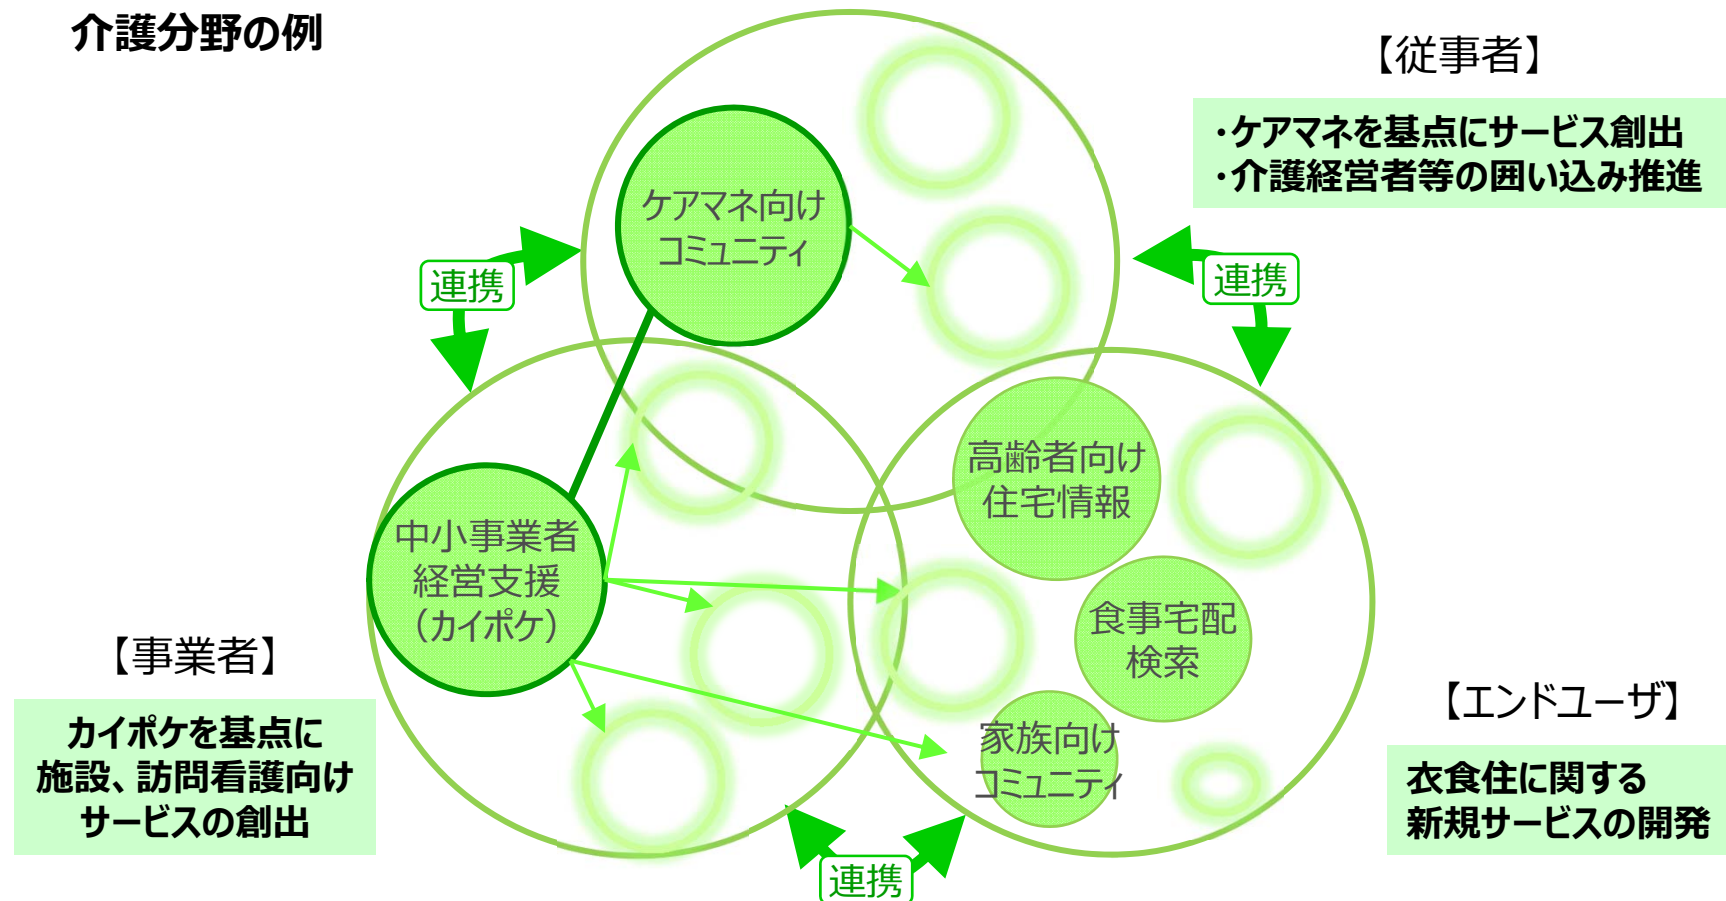 介護分野の例
【従事者】
・ケアマネを基点にサービス創出
・介護経営者等の囲い込み推進
ケアマネ向け
コミュニティ
連携
連携
高齢者向け
住宅情報
中小事業者
経営支援
（カイポケ）
食事宅配
検索
【事業者】
カイポケを基点に
施設、訪問看護向け
サービスの創出
家族向け
コミュニティ
【エンドユーザ】
衣食住に関する
新規サービスの開発
連携